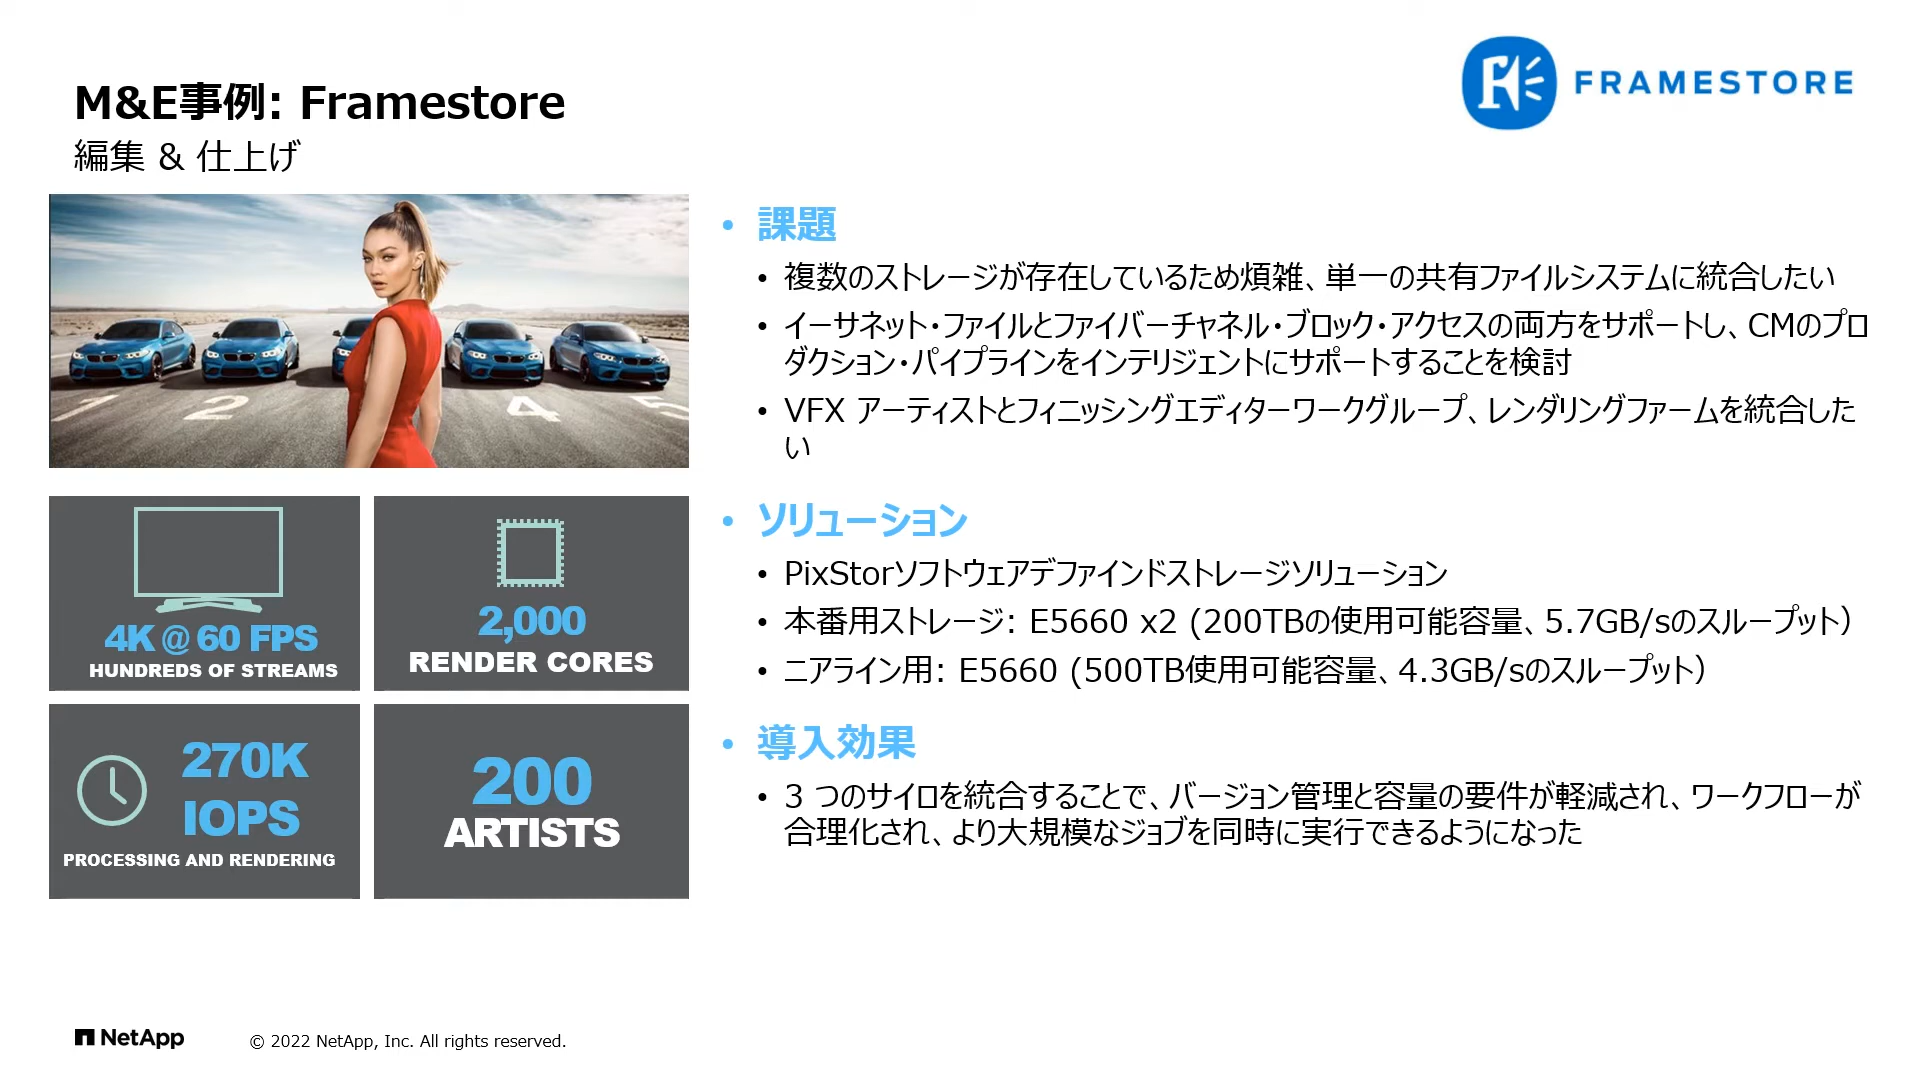 M&E事例: Framestore
編集 & 仕上げ
FRAMESTORE
1 2 4 5
4K @ 60 FPS
HUNDREDS OF STREAMS
2,000
RENDER CORES
270K
IOPS
PROCESSING AND RENDERING
200
ARTISTS
• 課題
• 複数のストレージが存在しているため煩雑、単一の共有ファイルシステムに統合したい
• イーサネット・ファイルとファイバーチャネル・ブロック・アクセスの両方をサポートし、CMのプロ
ダクション・パイプラインをインテリジェントにサポートすることを検討
• VFX アーティストとフィニッシングエディターワークグループ、レンダリングファームを統合した
い
• ソリューション
• PixStorソフトウェアデファインドストレージソリューション
• 本番用ストレージ: E5660 x2 (200TBの使用可能容量、5.7GB/sのスループット）
• ニアライン用: E5660 (500TB使用可能容量、4.3GB/sのスループット）
• 導入効果
• 3 つのサイロを統合することで、バージョン管理と容量の要件が軽減され、ワークフローが
合理化され、より大規模なジョブを同時に実行できるようになった
NetApp
© 2022 NetApp, Inc. All rights reserved.